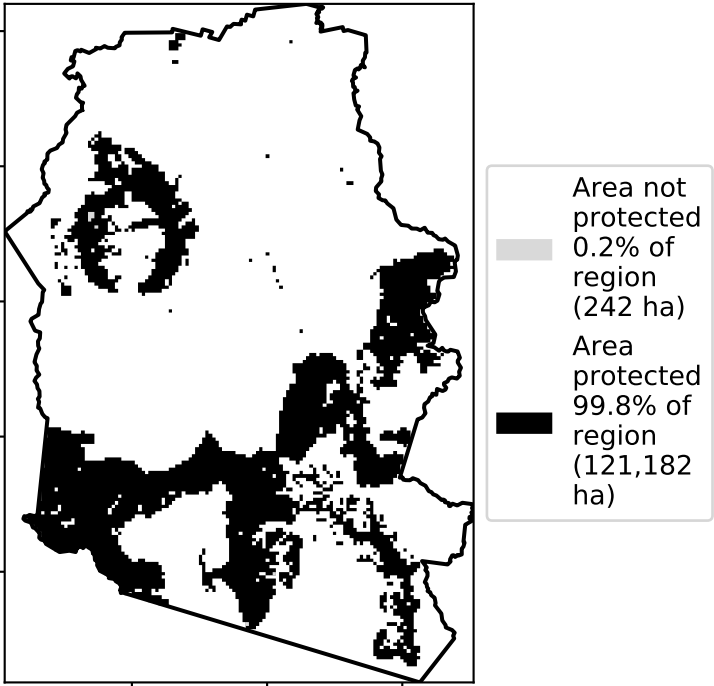 Area not
protected
0.2% of
region
(242 ha)
Area
protected
99.8% of
region
(121,182
ha)